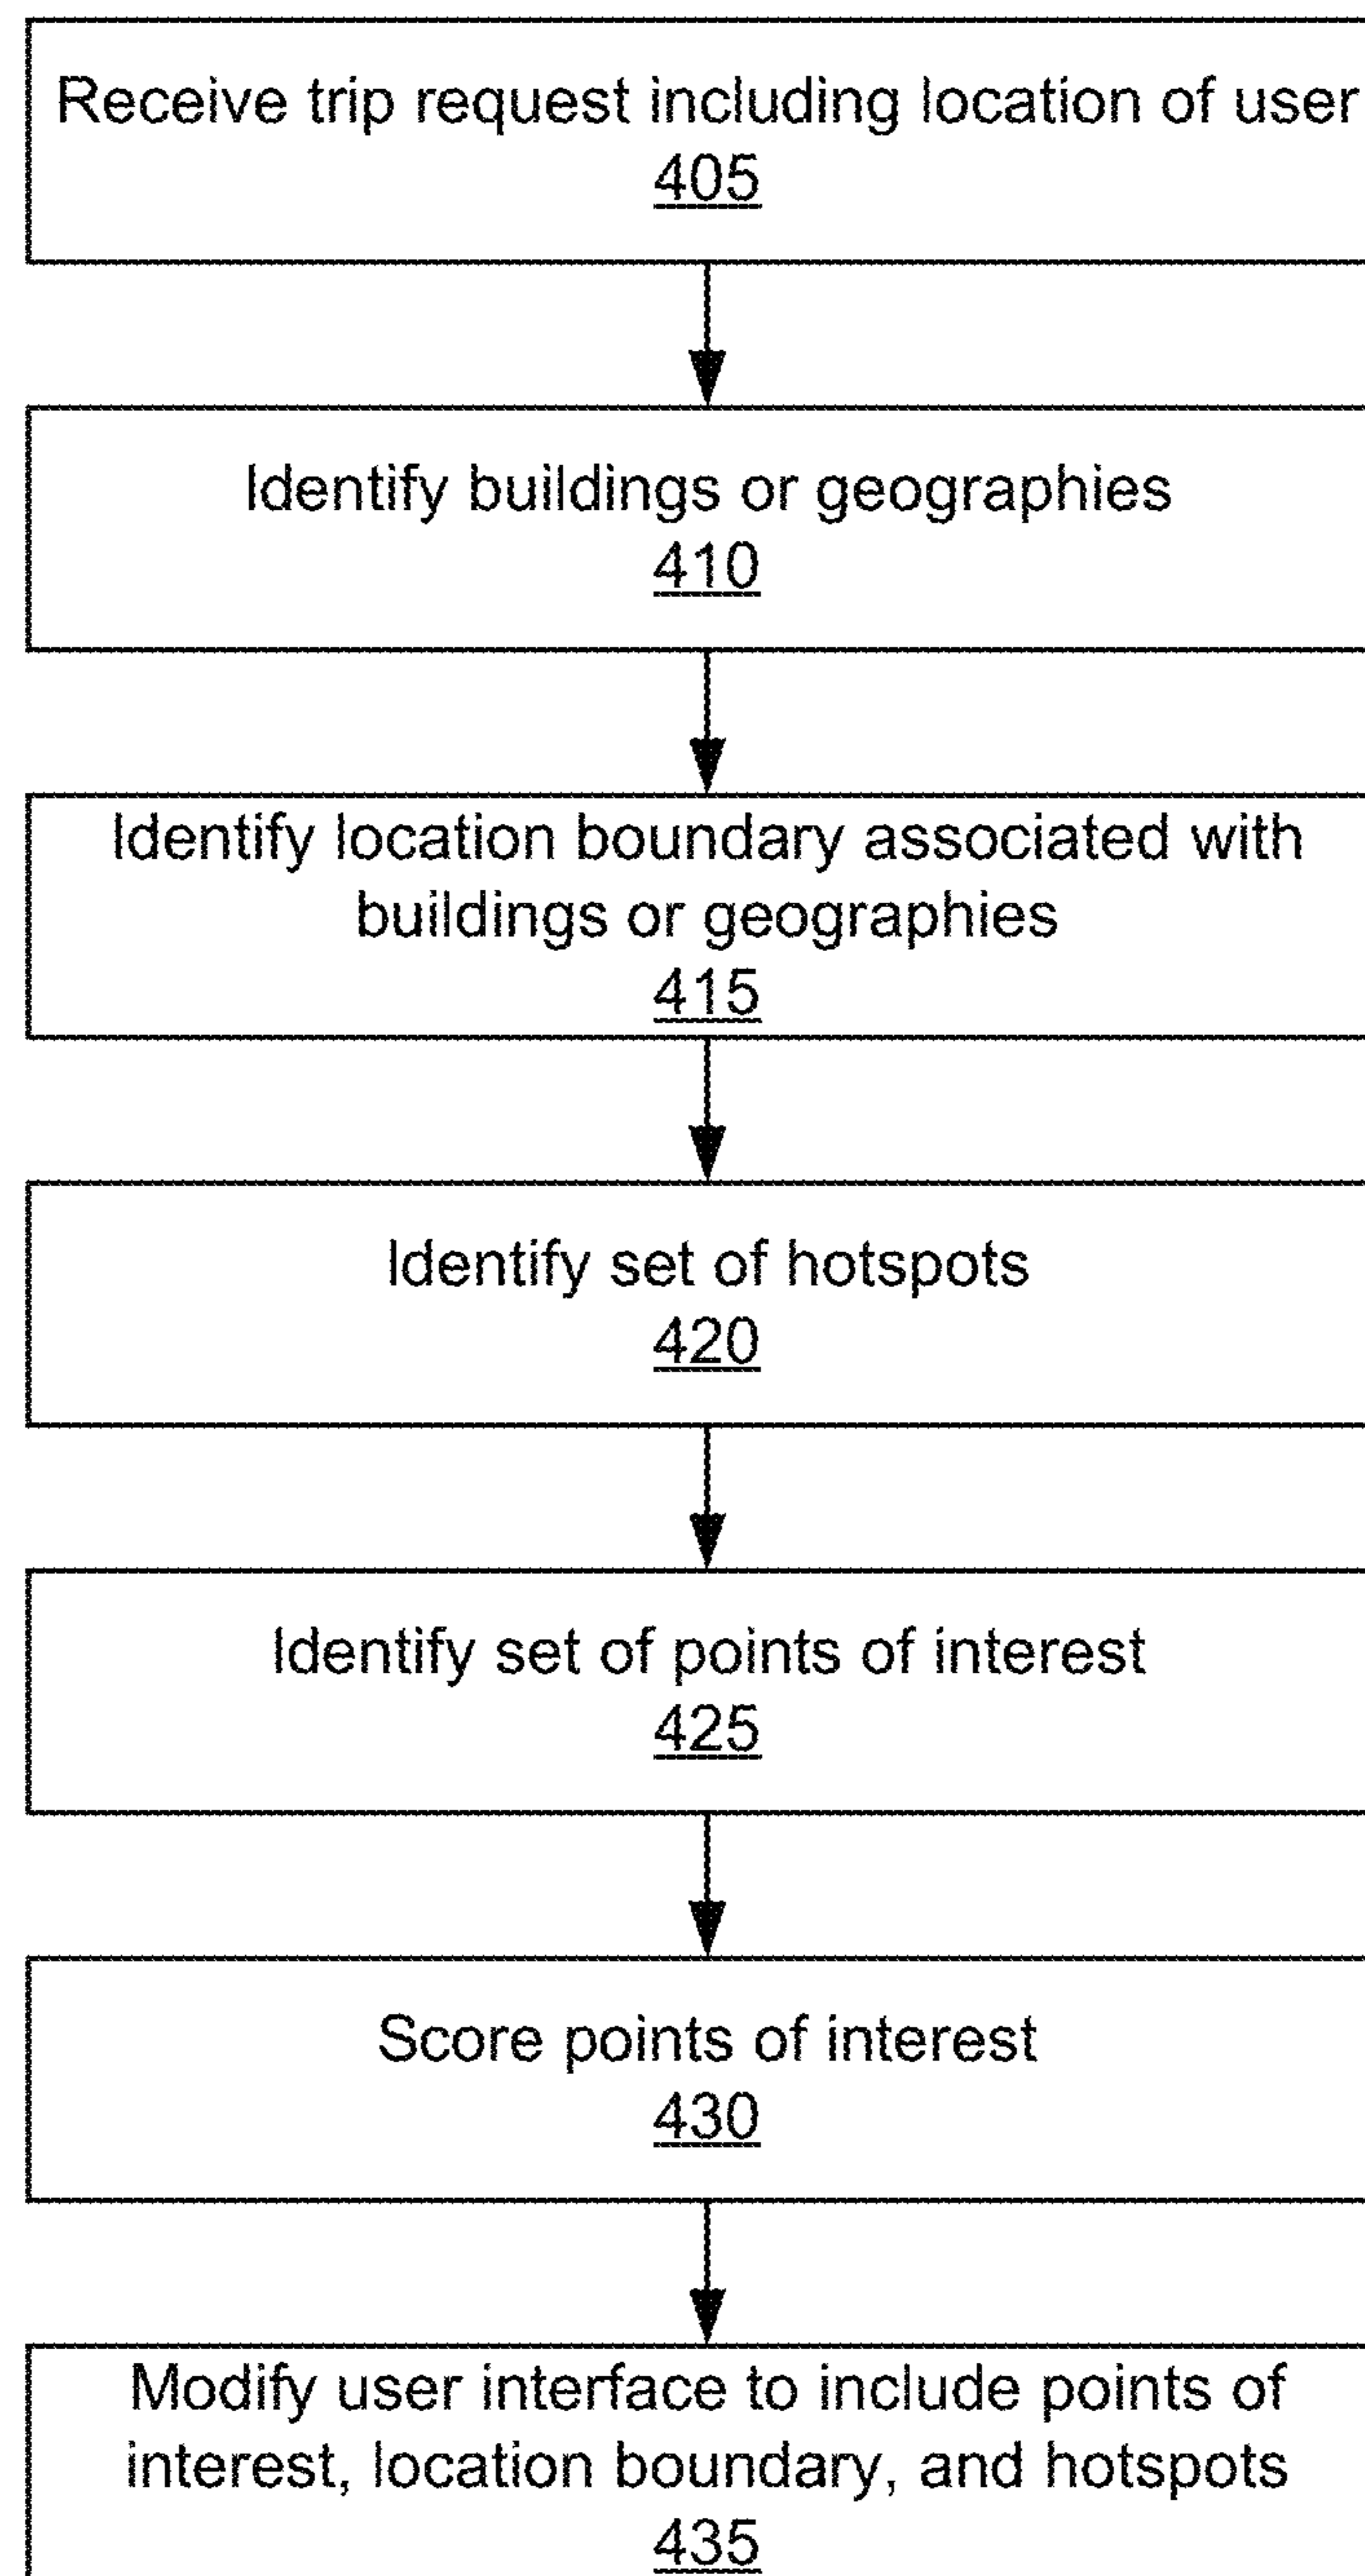 Receive trip request including location of user
405
Identify buildings or geographies
410
Identify location boundary associated with
buildings or geographies
415
Identify set of hotspots
420
Identify set of points of interest
425
Score points of interest
430
Modify user interface to include points of
interest, location boundary, and hotspots
435